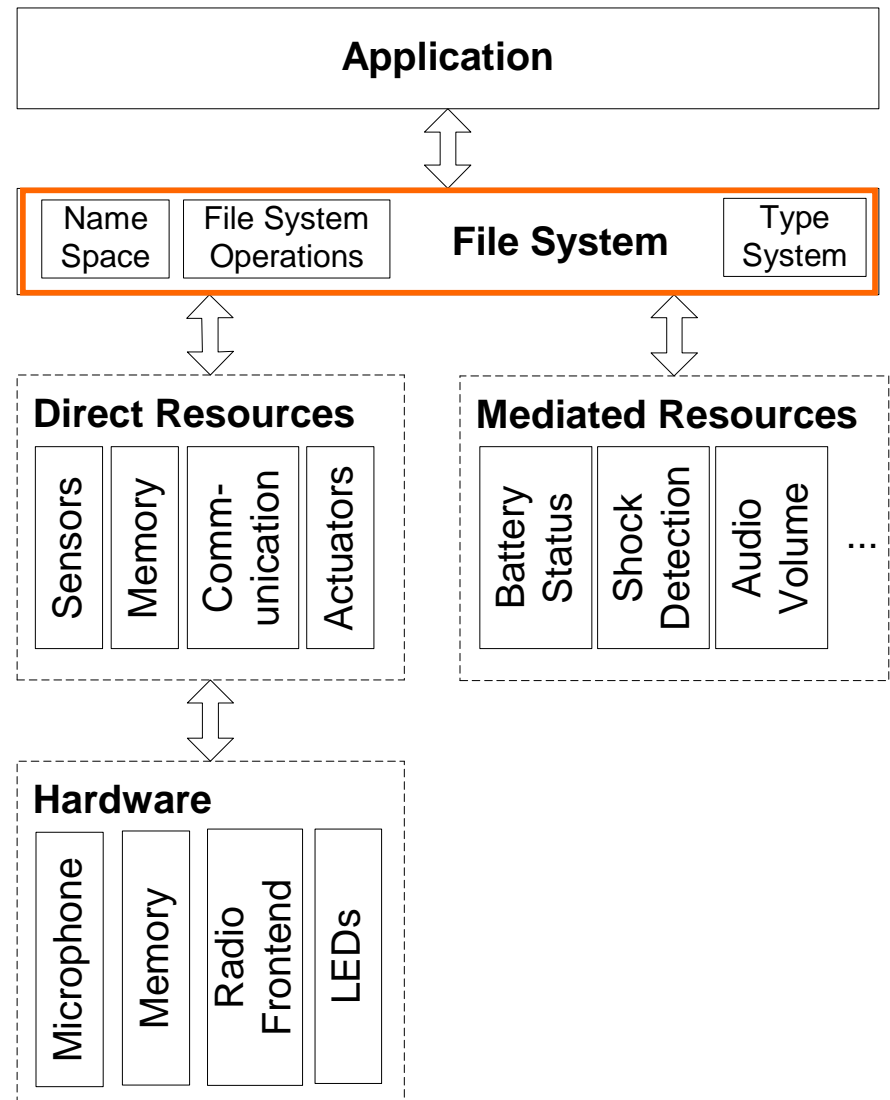 Application
Name
Space
File System
Operations
File System
Type
System
Direct Resources
Sensors
Memory
Comm-
unication
Actuators
Mediated Resources
Battery
Status
Shock
Detection
Audio
Volume
...
Hardware
Microphone
Memory
Radio
Frontend
LEDs